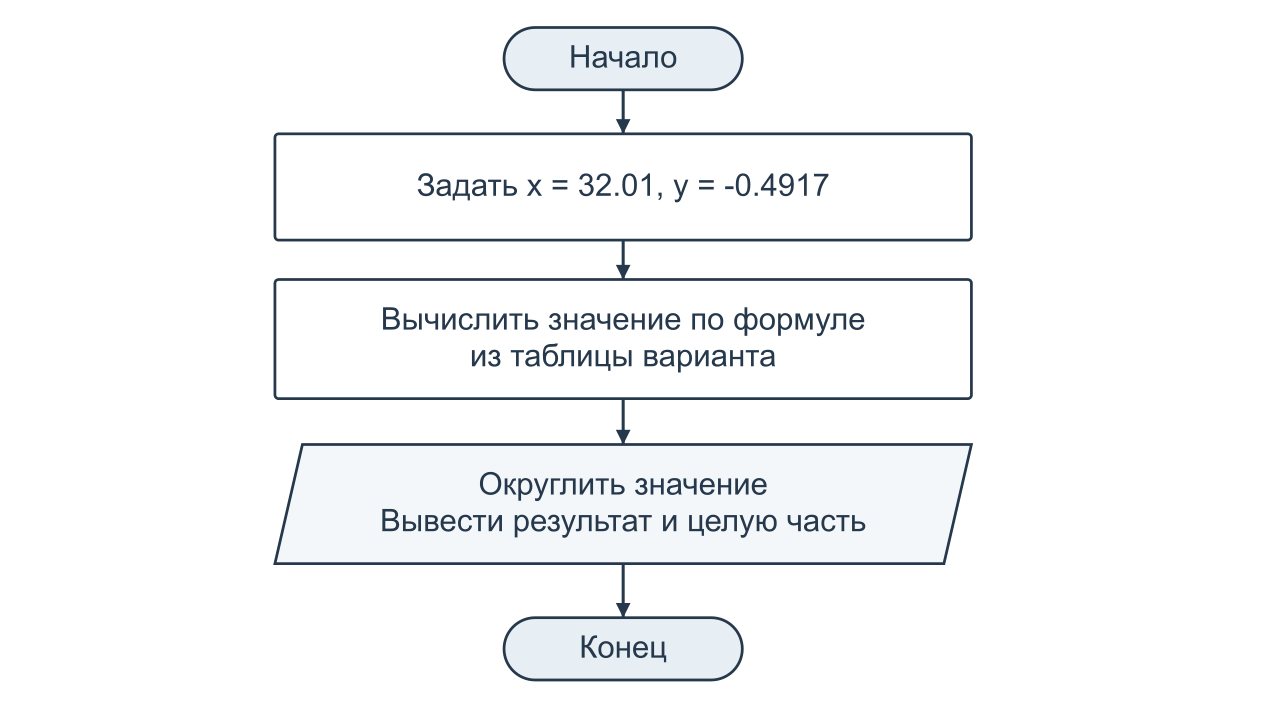 Начало
Задать x = 32.01, y = -0.4917
Вычислить значение по формуле
из таблицы варианта
Округлить значение
Вывести результат и целую часть
Конец